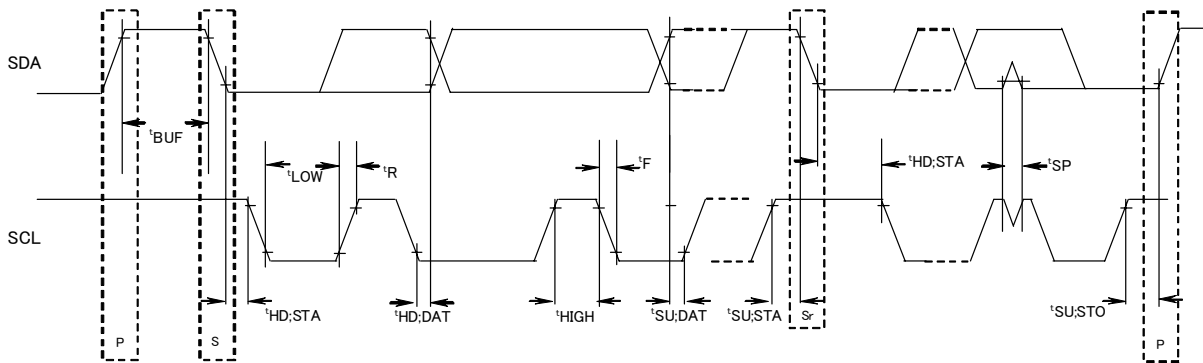 SDA
tBUF
tLOW
tR
tF
tHD;STA
tSP
SCL
tHD;STA
tHD;DAT
tHIGH
tSU;DAT
tSU;STA
Sr
tSU;STO
P
S
P